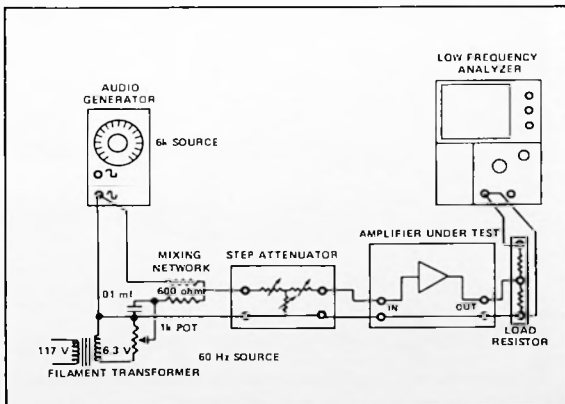 LOW FREQUENCY
ANALYZER
AUDIO
GENERATOR
6k SOURCE
AMPLIFIER UNDER TEST
MIXING
NETWORK
STEP ATTENUATOR
600 ohm
.01 mf
IN
OUT
1k POT
LOAD
RESISTOR
117 V
6.3 V
60 Hz SOURCE
FILAMENT TRANSFORMER